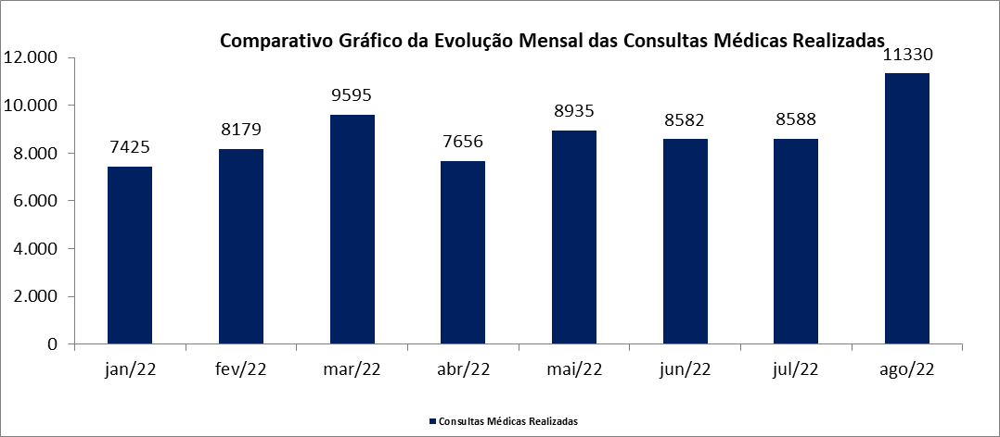 Comparativo Gráfico da Evolução Mensal das Consultas Médicas Realizadas
12.000
10.000
8.000
6.000
4.000
2.000
0
7425
8179
9595
7656
8935
8582
8588
11330
jan/22
fev/22
mar/22
abr/22
mai/22
jun/22
jul/22
ago/22
Consultas Médicas Realizadas